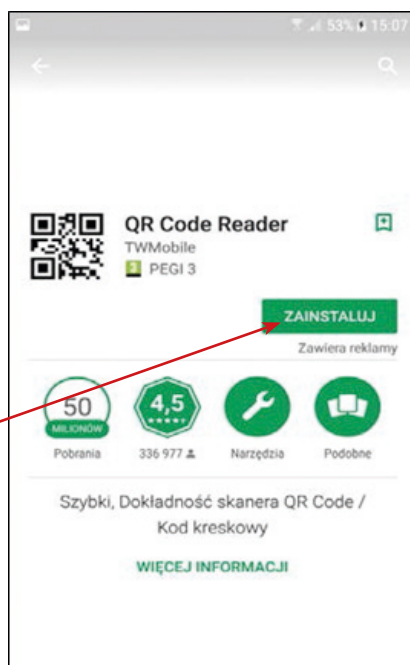 53% 15:07
QR Code Reader
TWMobile
3 PEGI 3
ZAINSTALUJ
Zawiera reklamy
50
MILIONÓW
4,5
Pobrania
336 977
Narzędzia
Podobne
Szybki, Dokładność skanera QR Code /
Kod kreskowy
WIĘCEJ INFORMACJI